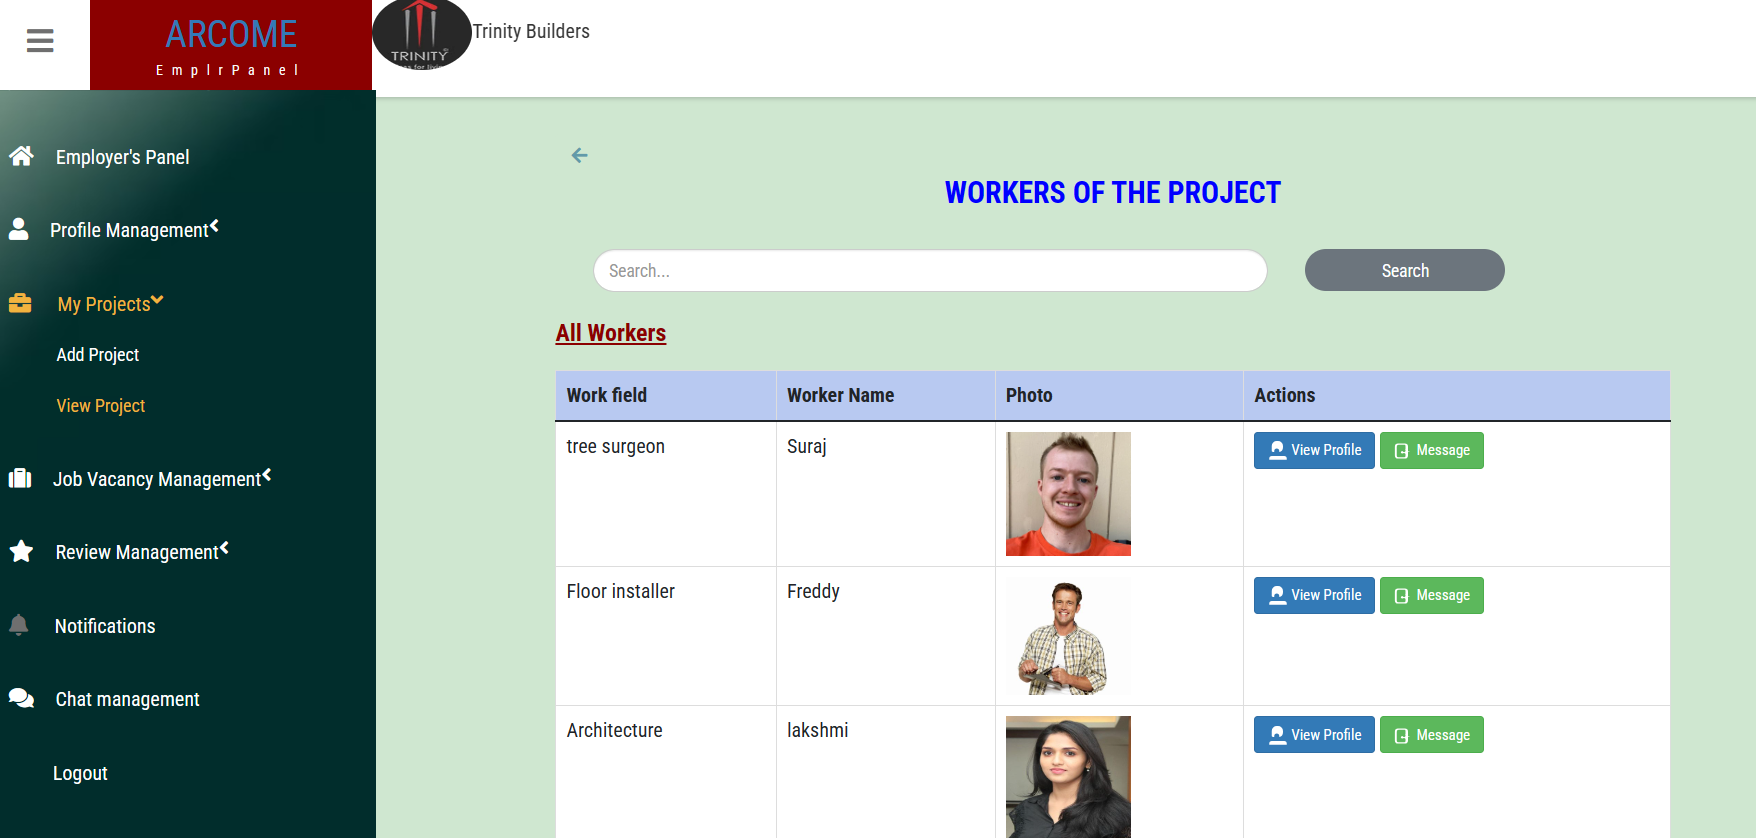 ARCOME
EmplrPanel
TRINITY
Trinity Builders
Employer's Panel
Profile Management
My Projects
Add Project
View Project
Job Vacancy Management
Review Management
Notifications
Chat management
Logout
WORKERS OF THE PROJECT
Search...
Search
All Workers
Work field Worker Name Photo Actions
tree surgeon Suraj View Profile Message
Floor installer Freddy View Profile Message
Architecture lakshmi View Profile Message